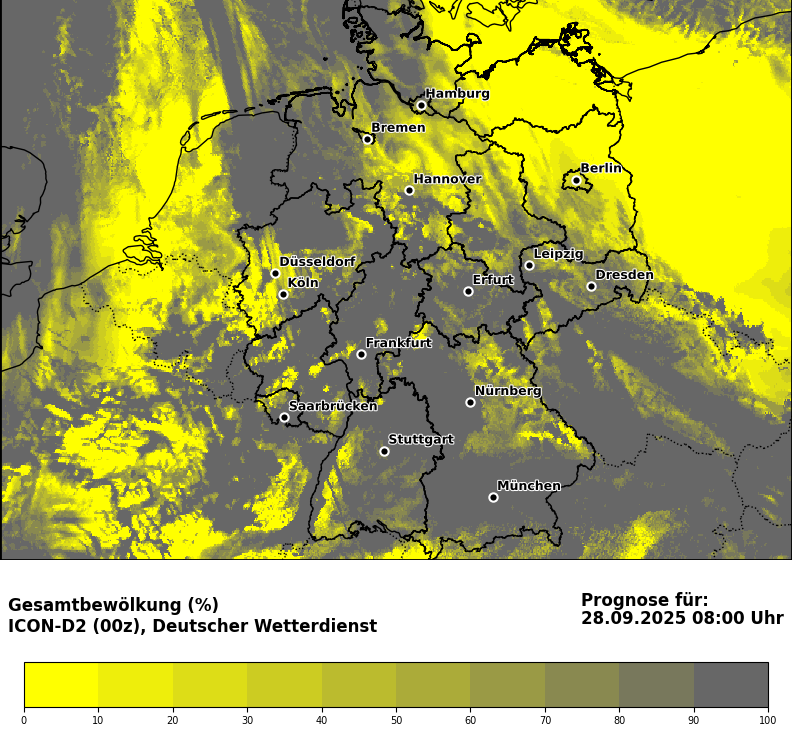 Hamburg
Bremen
Berlin
Hannover
Leipzig
Düsseldorf
Dresden
Köln
Erfurt
Frankfurt
Nürnberg
Saarbrücken
Stuttgart
München
Gesamtbewölkung (%)
ICON-D2 (00z), Deutscher Wetterdienst
Prognose für:
28.09.2025 08:00 Uhr
0 10 20 30 40 50 60 70 80 90 100